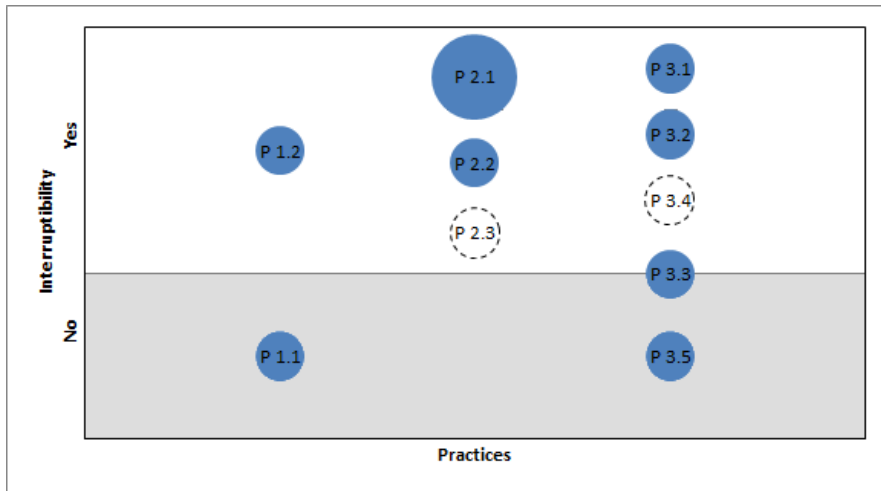 P 2.1
P 3.1
P 3.2
P 1.2
P 2.2
P 3.4
P 2.3
P 3.3
P 1.1
P 3.5
Yes
No
Interruptibility
Practices